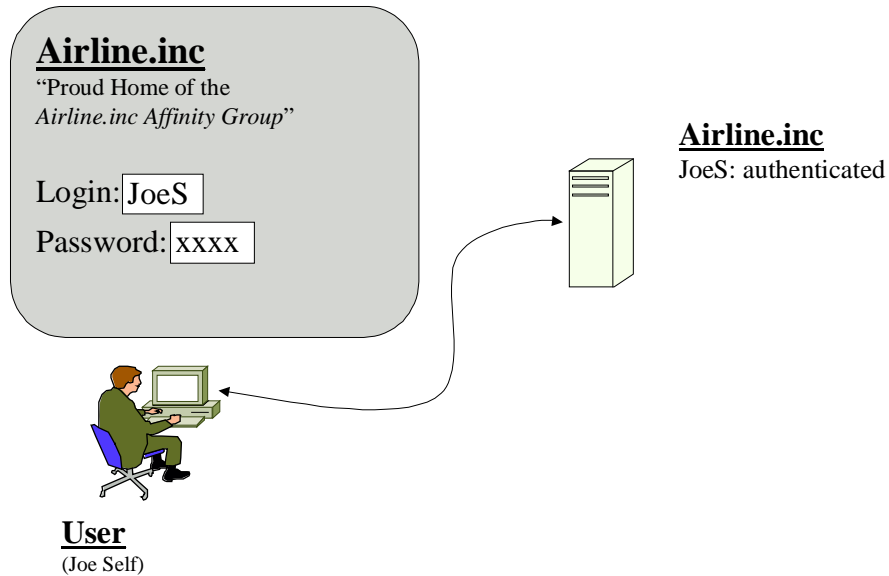 Airline.inc
“Proud Home of the
Airline.inc Affinity Group”
Login: JoeS
Password: xxxx
Airline.inc
JoeS: authenticated
User
(Joe Self)